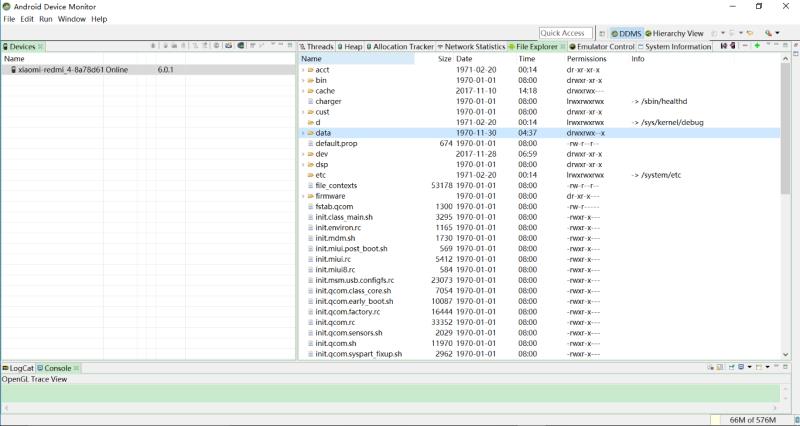 Android Device Monitor
File Edit Run Window Help
Quick Access DDMS Hierarchy View
Devices
Threads Heap Allocation Tracker Network Statistics File Explorer Emulator Control System Information
Name
Name Size Date Time Permissions Info
xiaomi-redmi_4-8a78d61 Online 6.0.1
acct 1971-02-20 00:14 dr-xr-xr-x
bin 1970-01-01 08:00 drwxr-xr-x
cache 2017-11-10 14:18 drwxrwx---
charger 1970-01-01 08:00 lrwxrwxrwx -> /sbin/healthd
cust 1970-01-01 08:00 drwxr-xr-x
d 1971-02-20 00:14 lrwxrwxrwx -> /sys/kernel/debug
data 1970-11-30 04:37 drwxrwx--x
default.prop 674 1970-01-01 08:00 -rw-r--r--
dev 2017-11-28 06:59 drwxr-xr-x
dsp 1970-01-01 08:00 drwxr-xr-x
etc 1971-02-20 00:14 lrwxrwxrwx -> /system/etc
file_contexts 53178 1970-01-01 08:00 -rw-r--r--
firmware 1970-01-01 08:00 dr-xr-x---
fstab.qcom 1300 1970-01-01 08:00 -rw-r-----
init.class_main.sh 3295 1970-01-01 08:00 -rwxr-x---
init.environ.rc 1165 1970-01-01 08:00 -rwxr-x---
init.mdm.sh 1730 1970-01-01 08:00 -rwxr-x---
init.miui.post_boot.sh 569 1970-01-01 08:00 -rwxr-x---
init.miui.rc 5412 1970-01-01 08:00 -rwxr-x---
init.miui8.rc 584 1970-01-01 08:00 -rwxr-x---
init.msm.usb.configfs.rc 23073 1970-01-01 08:00 -rwxr-x---
init.qcom.class_core.sh 7054 1970-01-01 08:00 -rwxr-x---
init.qcom.early_boot.sh 10087 1970-01-01 08:00 -rwxr-x---
init.qcom.factory.rc 16444 1970-01-01 08:00 -rwxr-x---
init.qcom.rc 33352 1970-01-01 08:00 -rwxr-x---
init.qcom.sensors.sh 2029 1970-01-01 08:00 -rwxr-x---
init.qcom.sh 11970 1970-01-01 08:00 -rwxr-x---
init.qcom.syspart_fixup.sh 2962 1970-01-01 08:00 -rwxr-x---
LogCat Console
OpenGL Trace View
66M of 576M